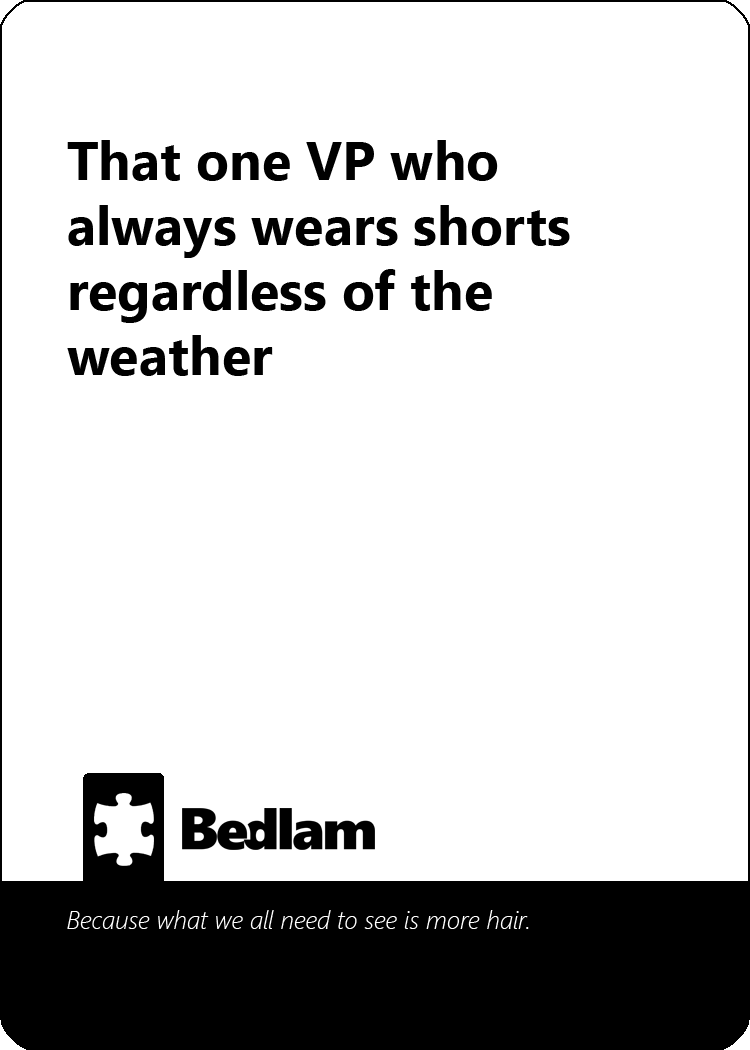 That one VP who
always wears shorts
regardless of the
weather
Bedlam
Because what we all need to see is more hair.